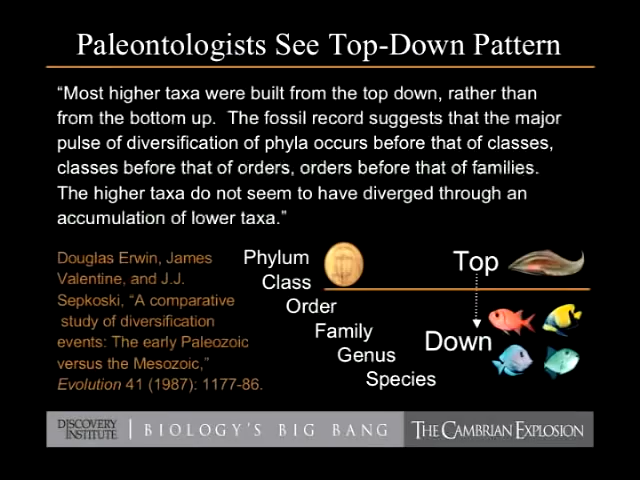 Paleontologists See Top-Down Pattern
“Most higher taxa were built from the top down, rather than
from the bottom up.  The fossil record suggests that the major
pulse of diversification of phyla occurs before that of classes,
classes before that of orders, orders before that of families.
The higher taxa do not seem to have diverged through an
accumulation of lower taxa.”
Douglas Erwin, James
Valentine, and J.J.
Sepkoski, “A comparative
study of diversification
events: The early Paleozoic
versus the Mesozoic,”
Evolution 41 (1987): 1177-86.
Phylum
Class
Order
Family
Genus
Species
Top
Down
DISCOVERY
INSTITUTE
BIOLOGY'S BIG BANG
THE CAMBRIAN EXPLOSION